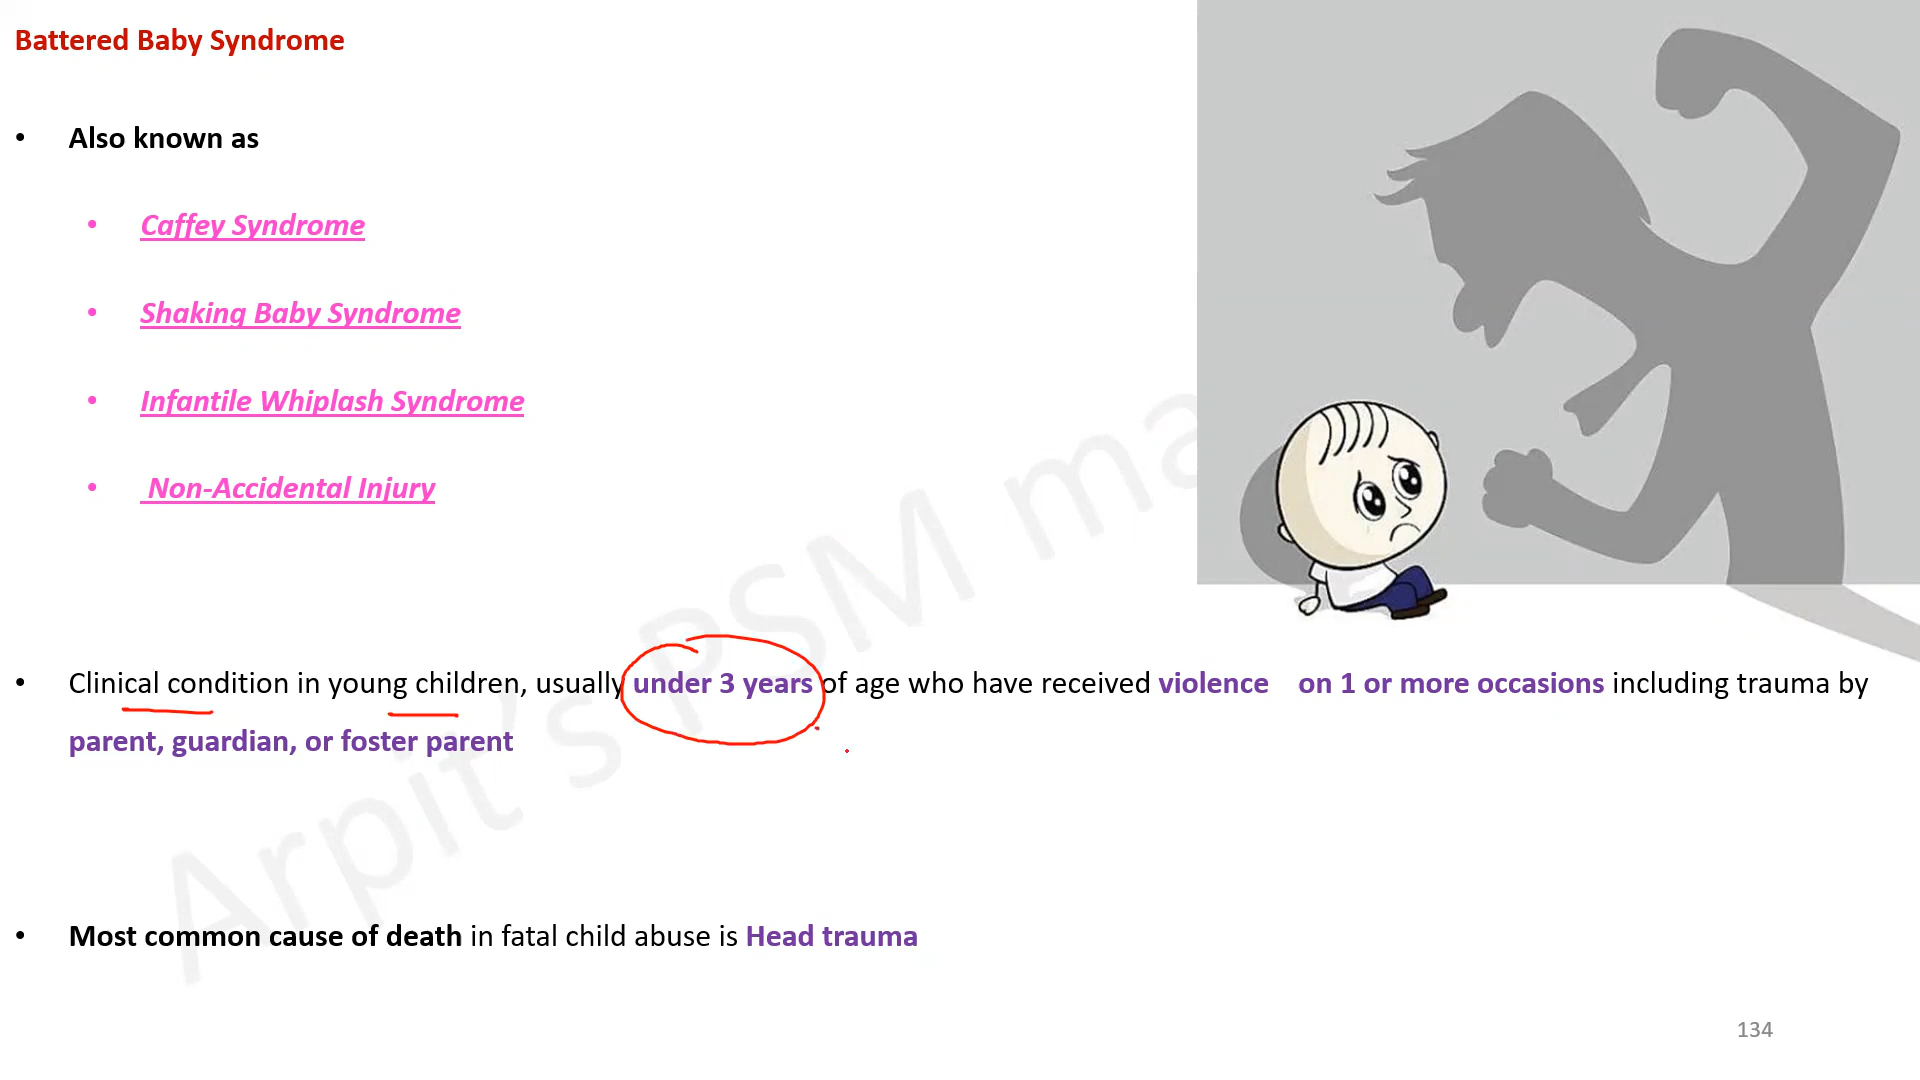 Battered Baby Syndrome
• Also known as
• Caffey Syndrome
• Shaking Baby Syndrome
• Infantile Whiplash Syndrome
• Non-Accidental Injury
• Clinical condition in young children, usually under 3 years of age who have received violence on 1 or more occasions including trauma by
parent, guardian, or foster parent
• Most common cause of death in fatal child abuse is Head trauma
Arpit's PSM ma
134